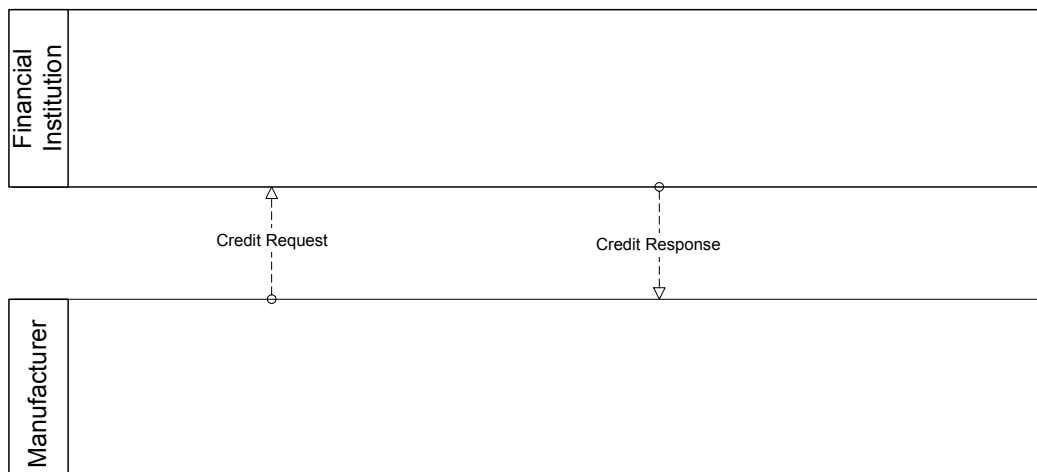 Financial
Institution
Credit Request
Credit Response
Manufacturer